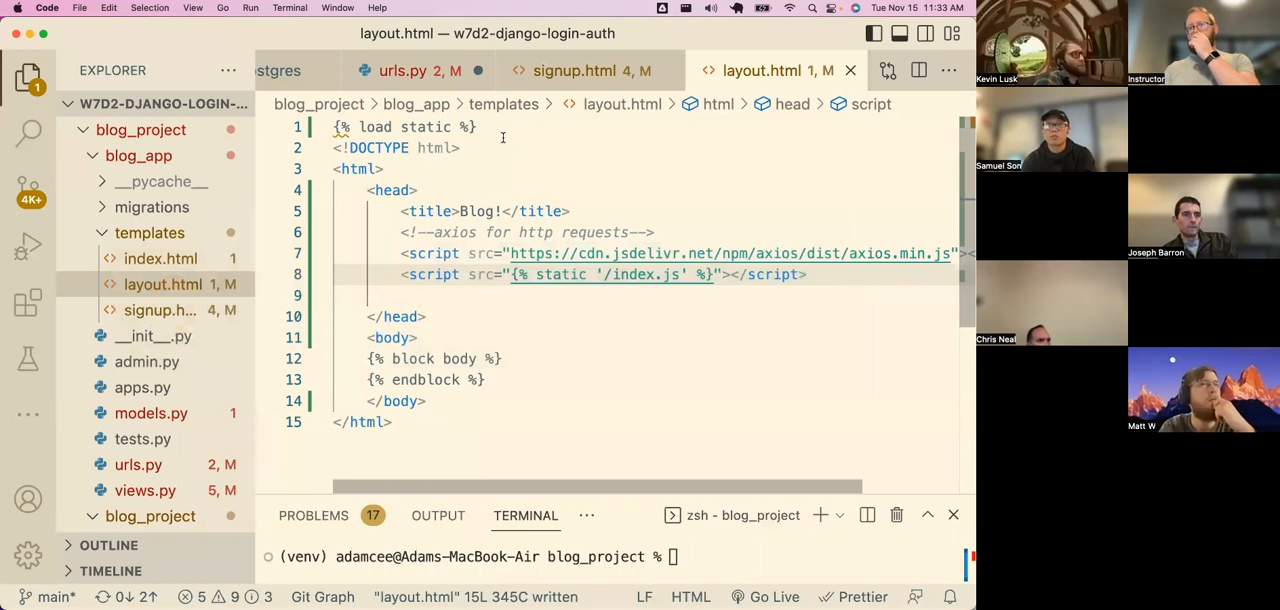 Code File Edit Selection View Go Run Terminal Window Help Tue Nov 15 11:33 AM
layout.html — w7d2-django-login-auth
EXPLORER ···
ostgres urls.py 2, M signup.html 4, M layout.html 1, M
1
W7D2-DJANGO-LOGIN-...
blog_project > blog_app > templates > layout.html > html > head > script
blog_project
blog_app
__pycache__
migrations
templates
index.html 1
layout.html 1, M
signup.h... 4, M
__init__.py
admin.py
apps.py
models.py 1
tests.py
urls.py 2, M
views.py 5, M
blog_project
OUTLINE
TIMELINE
4K+
1 {% load static %}
2 <!DOCTYPE html>
3 <html>
4 <head>
5 <title>Blog!</title>
6 <!--axios for http requests-->
7 <script src="https://cdn.jsdelivr.net/npm/axios/dist/axios.min.js"><
8 <script src="{% static '/index.js' %}"></script>
9
10 </head>
11 <body>
12 {% block body %}
13 {% endblock %}
14 </body>
15 </html>
PROBLEMS 17 OUTPUT TERMINAL ··· zsh - blog_project
(venv) adamcee@Adams-MacBook-Air blog_project %
main* 0↓ 2↑ 5 9 3 Git Graph "layout.html" 15L 345C written LF HTML Go Live Prettier
Kevin Lusk
Instructor
Samuel Son
Joseph Barron
Chris Neal
Matt W